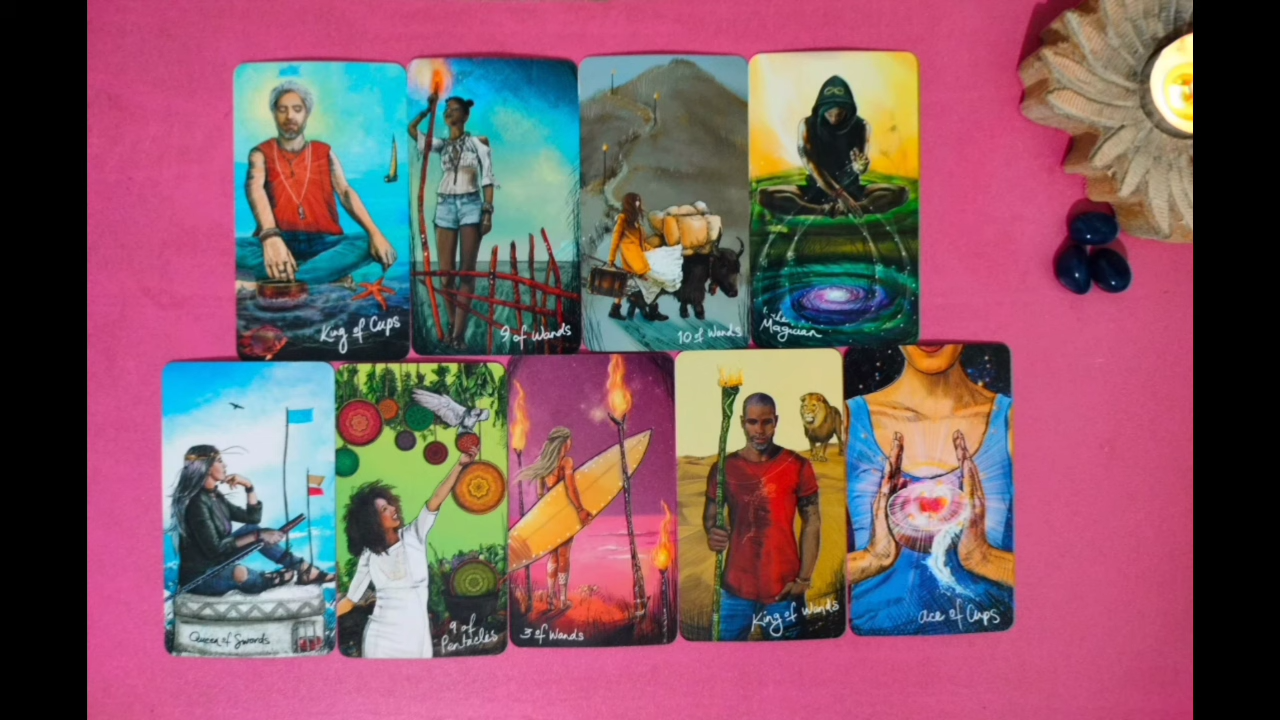 King of Cups
9 of Wands
10 of Wands
the
Magician
Queen of Swords
9 of
Pentacles
3 of Wands
King of Wands
ace of Cups